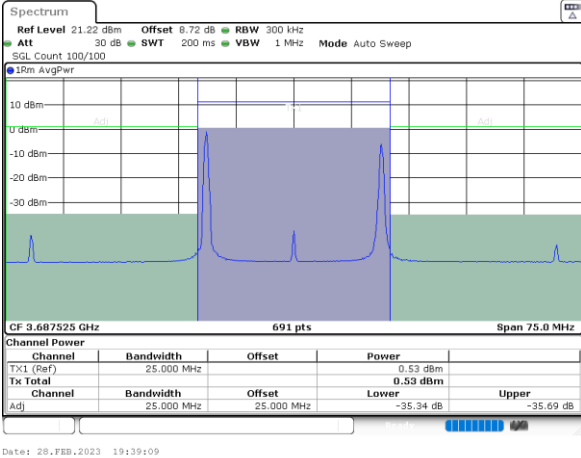 Spectrum
Ref Level 21.22 dBm Offset 8.72 dB RBW 300 kHz
Att 30 dB SWT 200 ms VBW 1 MHz Mode Auto Sweep
SGL Count 100/100
1Rm AvgPwr
10 dBm
Adj Adj
0 dBm
-10 dBm
-20 dBm
-30 dBm
CF 3.687525 GHz 691 pts Span 75.0 MHz
Channel Power
Channel Bandwidth Offset Power
TX1 (Ref) 25.000 MHz 0.53 dBm
Tx Total 0.53 dBm
Channel Bandwidth Offset Lower Upper
Adj 25.000 MHz 25.000 MHz -35.34 dB -35.69 dB
Ready
Date: 28.FEB.2023 19:39:09